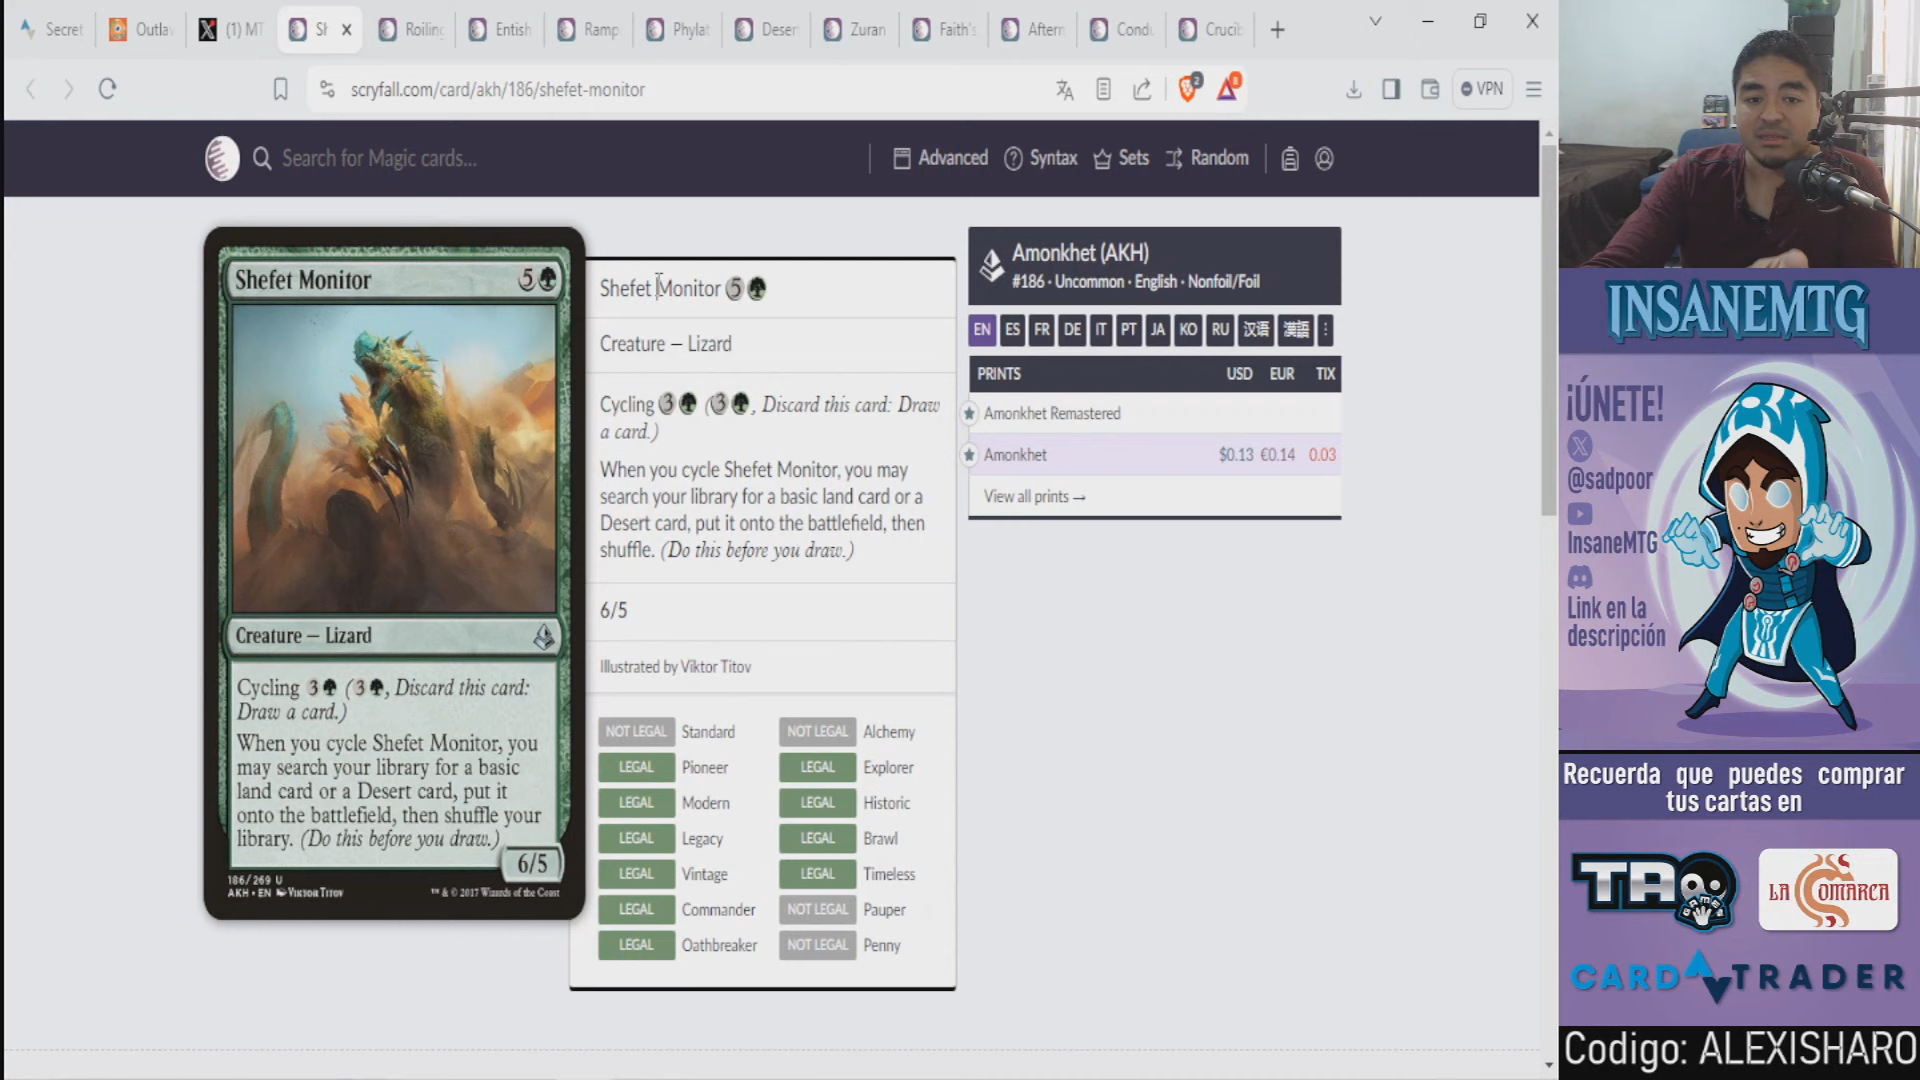 Secret
Outla
(1) MT
Sh
Roiling
Entish
Ramp
Phylat
Deser
Zuran
Faith's
Aftern
Condu
Crucib
scryfall.com/card/akh/186/shefet-monitor
2
8
VPN
Search for Magic cards...
Advanced
Syntax
Sets
Random
Shefet Monitor 5
Creature — Lizard
Cycling 3 (3, Discard this card:
Draw a card.)
When you cycle Shefet Monitor, you
may search your library for a basic
land card or a Desert card, put it
onto the battlefield, then shuffle your
library. (Do this before you draw.)
6/5
186/269 U
AKH • EN Viktor Titov
™ & © 2017 Wizards of the Coast
Shefet Monitor 5
Creature — Lizard
Cycling 3 (3, Discard this card: Draw
a card.)
When you cycle Shefet Monitor, you may
search your library for a basic land card or a
Desert card, put it onto the battlefield, then
shuffle. (Do this before you draw.)
6/5
Illustrated by Viktor Titov
NOT LEGAL Standard NOT LEGAL Alchemy
LEGAL Pioneer LEGAL Explorer
LEGAL Modern LEGAL Historic
LEGAL Legacy LEGAL Brawl
LEGAL Vintage LEGAL Timeless
LEGAL Commander NOT LEGAL Pauper
LEGAL Oathbreaker NOT LEGAL Penny
Amonkhet (AKH)
#186 · Uncommon · English · Nonfoil/Foil
EN ES FR DE IT PT JA KO RU 汉语 漢語
PRINTS USD EUR TIX
Amonkhet Remastered
Amonkhet $0.13 €0.14 0.03
View all prints →
INSANEMTG
¡ÚNETE!
@sadpoor
InsaneMTG
Link en la
descripción
Recuerda que puedes comprar
tus cartas en
TAO
GAMES
LA COMARCA
CARD TRADER
Codigo: ALEXISHARO